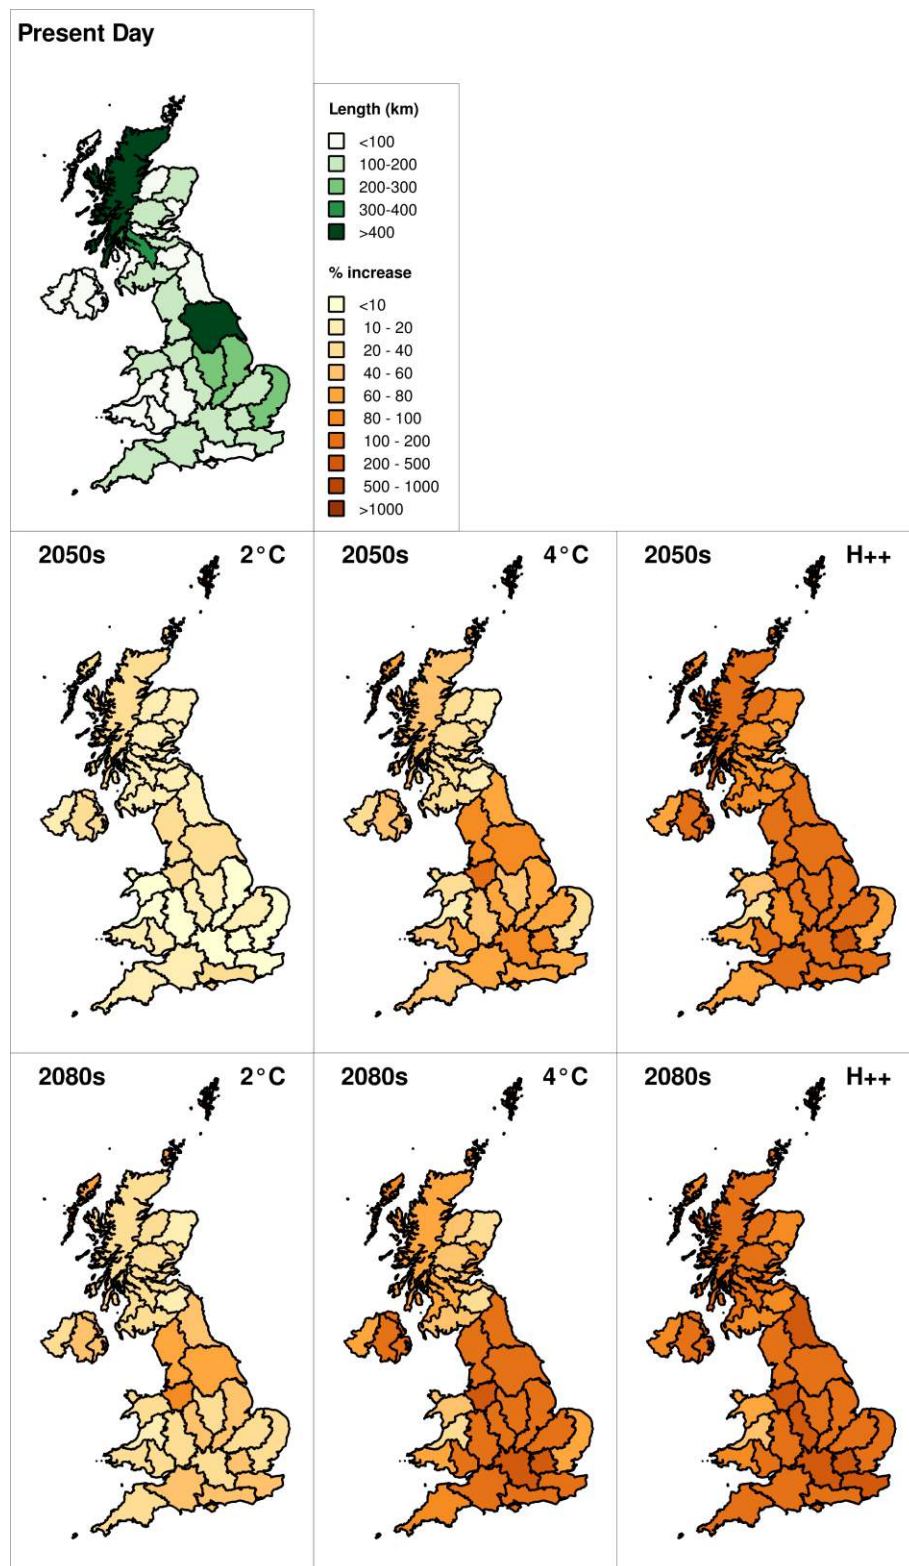 Present Day
Length (km)
<100
100-200
200-300
300-400
>400
% increase
<10
10 - 20
20 - 40
40 - 60
60 - 80
80 - 100
100 - 200
200 - 500
500 - 1000
>1000
2050s 2°C
2050s 4°C
2050s H++
2080s 2°C
2080s 4°C
2080s H++